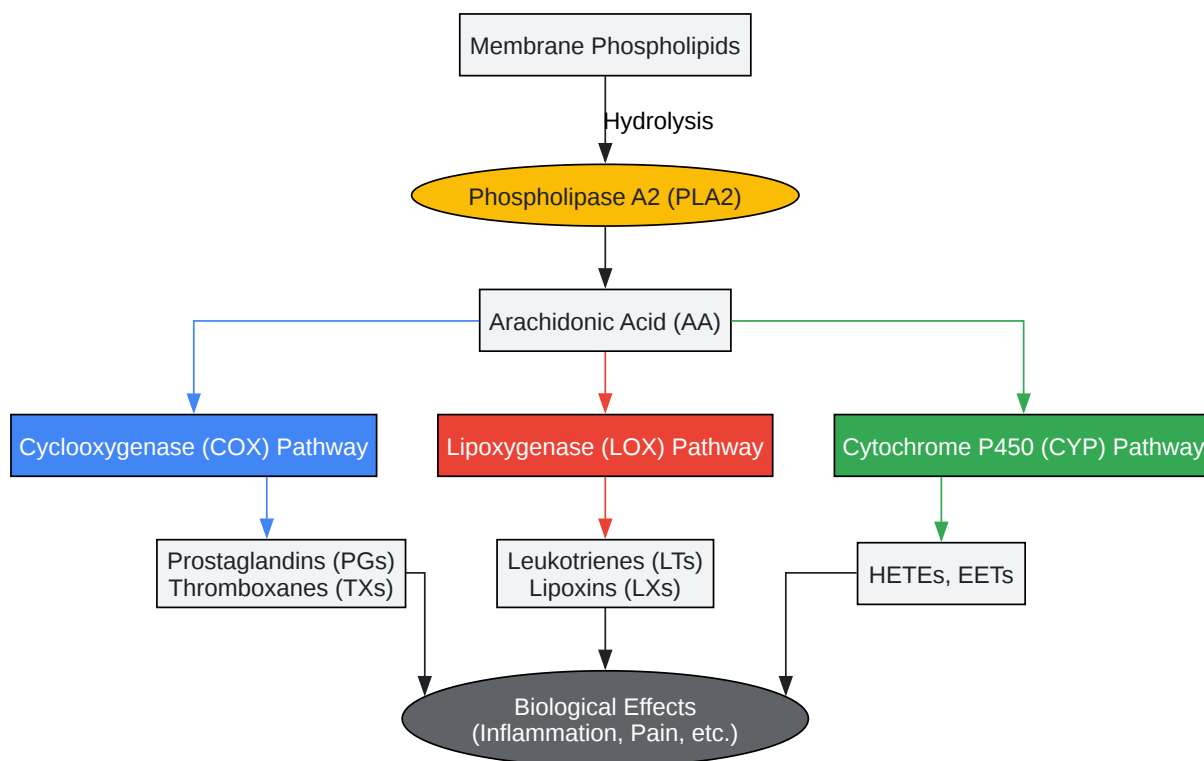 Membrane Phospholipids
Hydrolysis
Phospholipase A2 (PLA2)
Arachidonic Acid (AA)
Cyclooxygenase (COX) Pathway
Lipoxygenase (LOX) Pathway
Cytochrome P450 (CYP) Pathway
Prostaglandins (PGs)
Thromboxanes (TXs)
Leukotrienes (LTs)
Lipoxins (LXs)
HETEs, EETs
Biological Effects
(Inflammation, Pain, etc.)